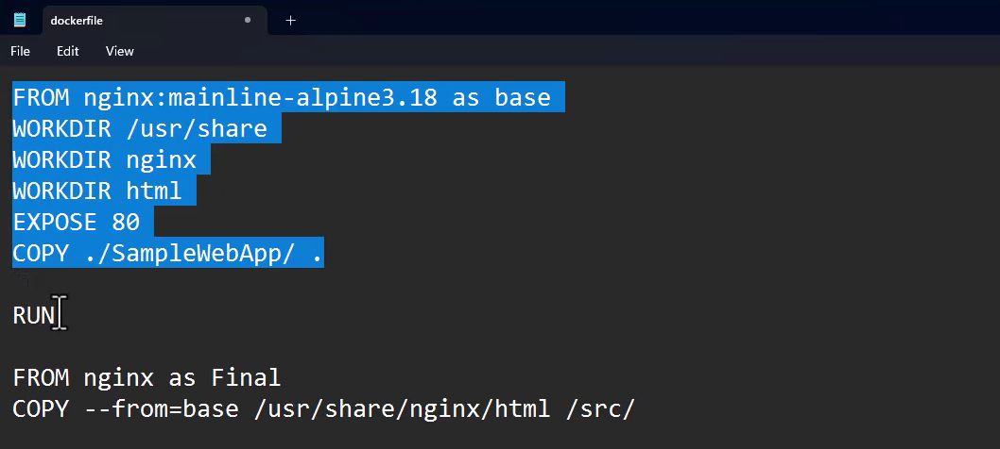 dockerfile
File Edit View
FROM nginx:mainline-alpine3.18 as base
WORKDIR /usr/share
WORKDIR nginx
WORKDIR html
EXPOSE 80
COPY ./SampleWebApp/ .
RUN
FROM nginx as Final
COPY --from=base /usr/share/nginx/html /src/